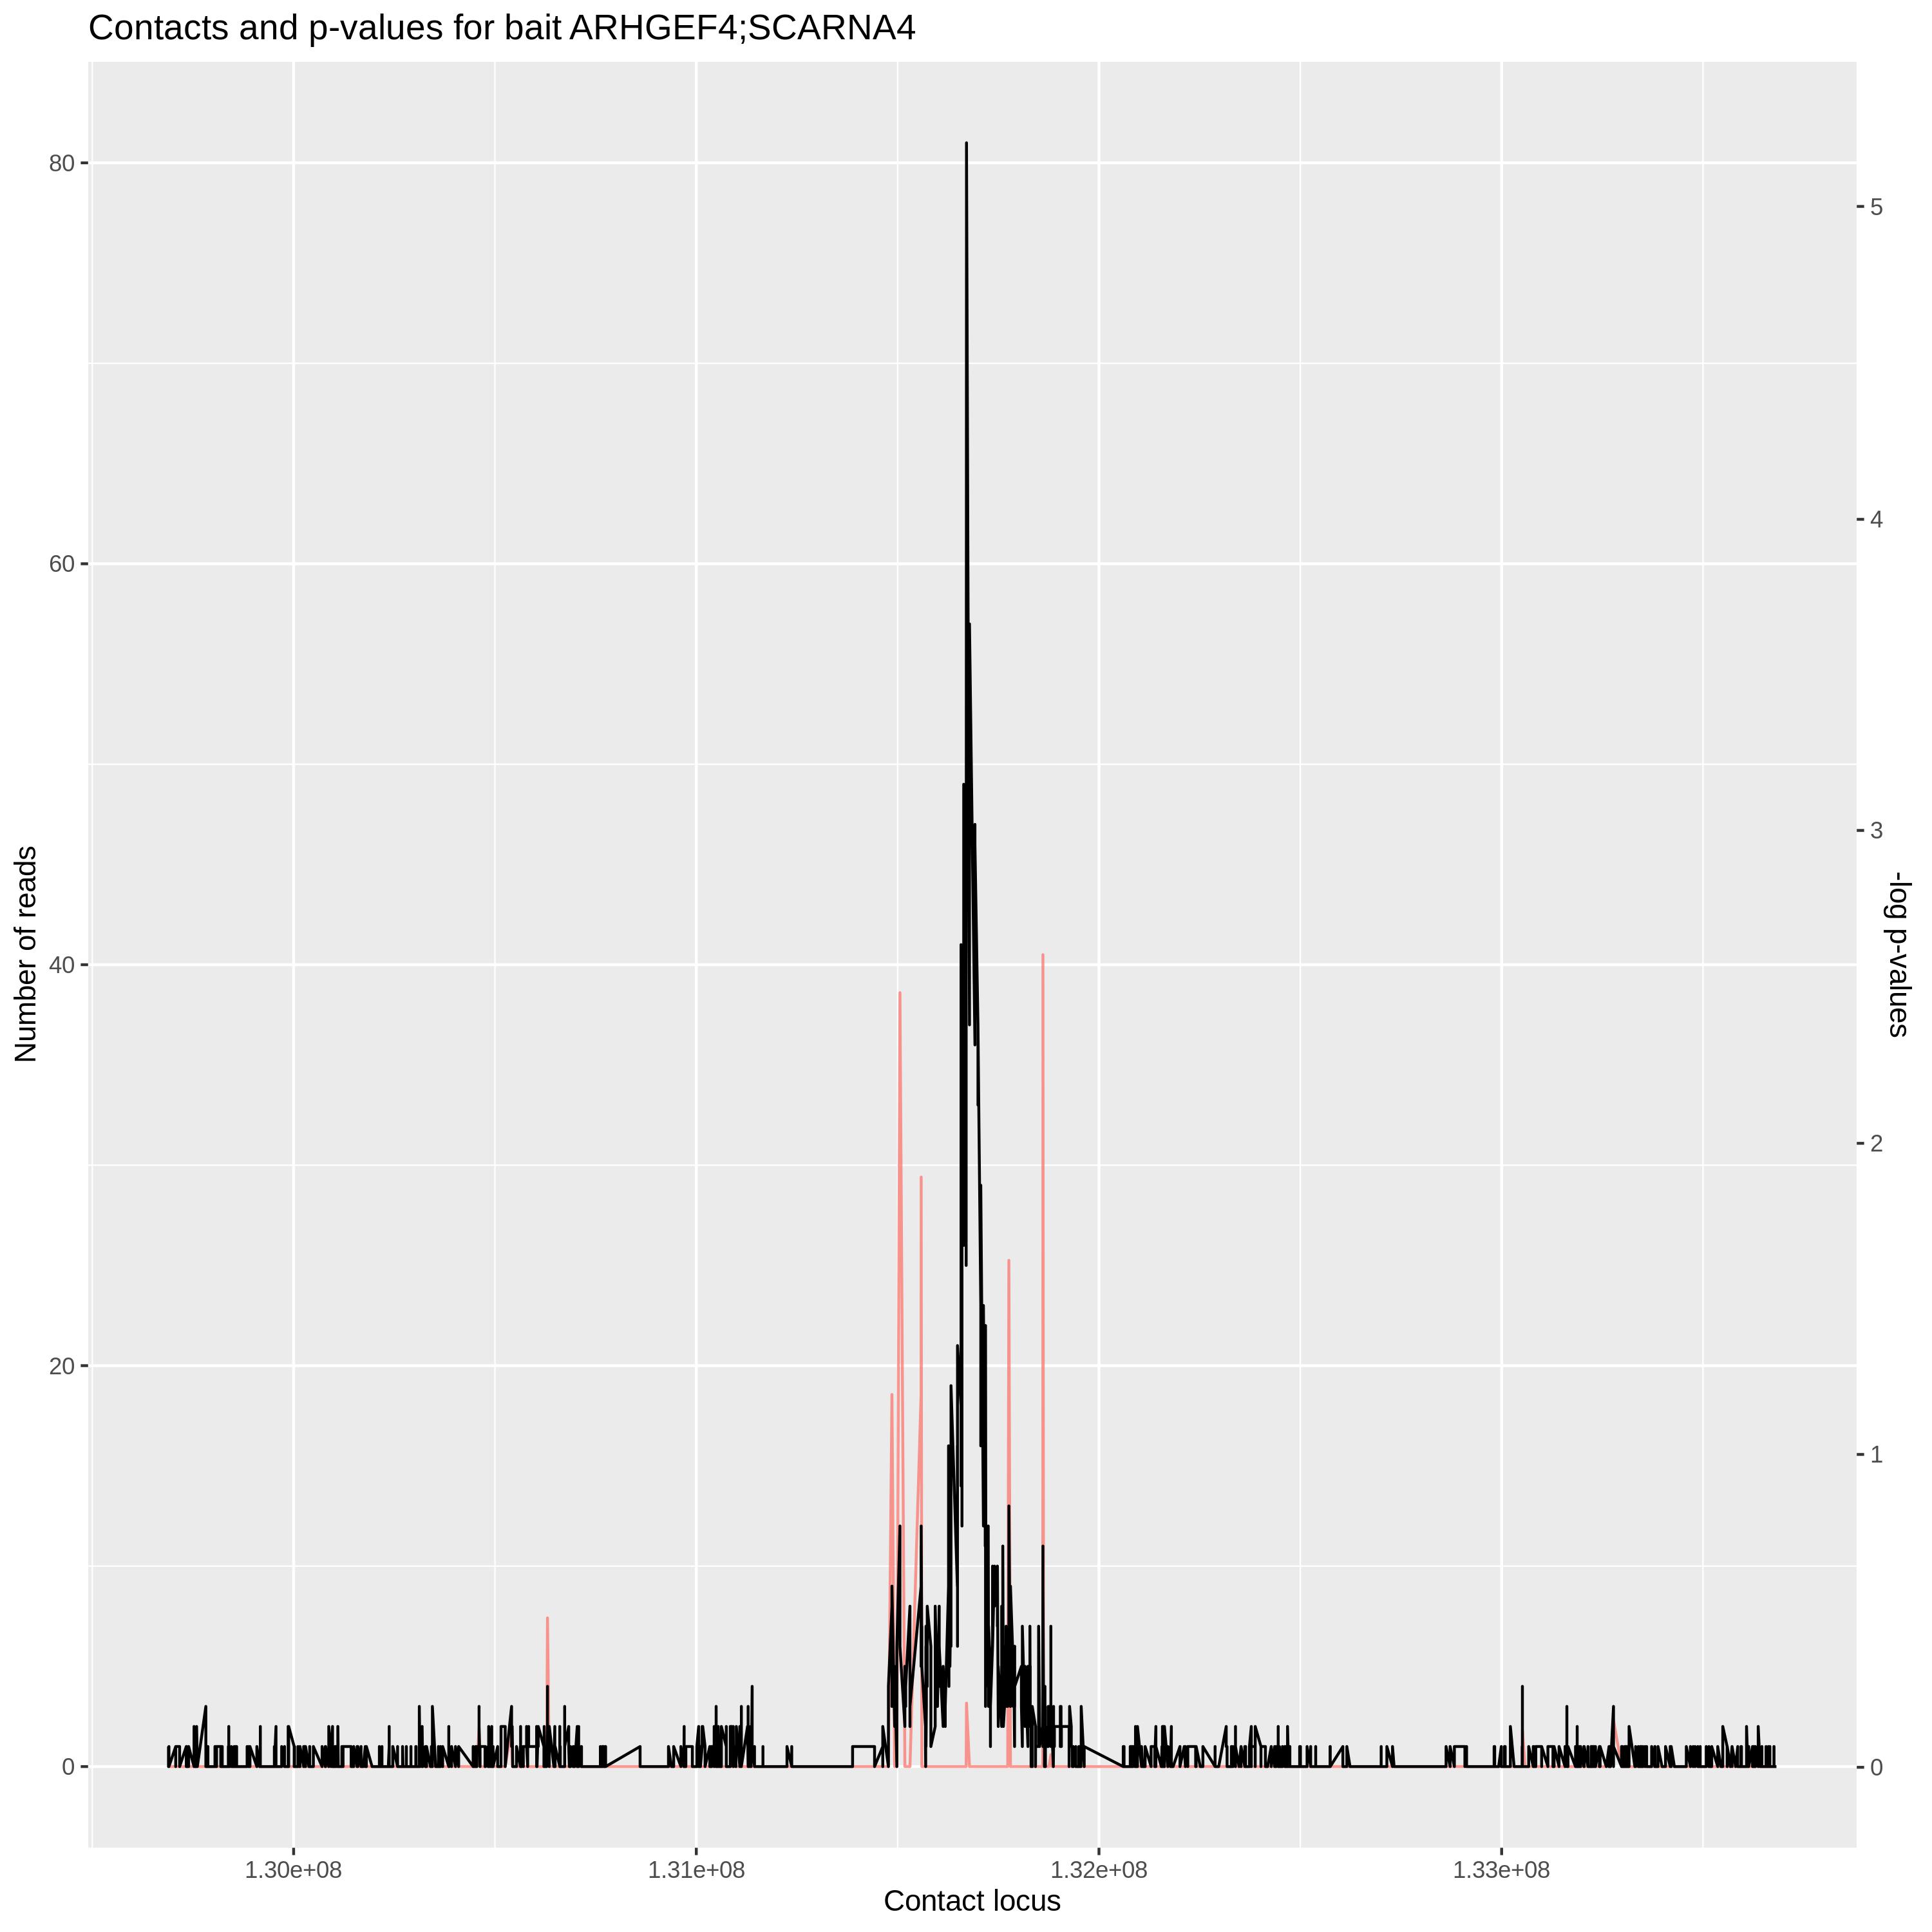 Contacts and p-values for bait ARHGEF4;SCARNA4
80
60
40
20
0
Number of reads
5
4
3
2
1
0
-log p-values
1.30e+08
1.31e+08
1.32e+08
1.33e+08
Contact locus